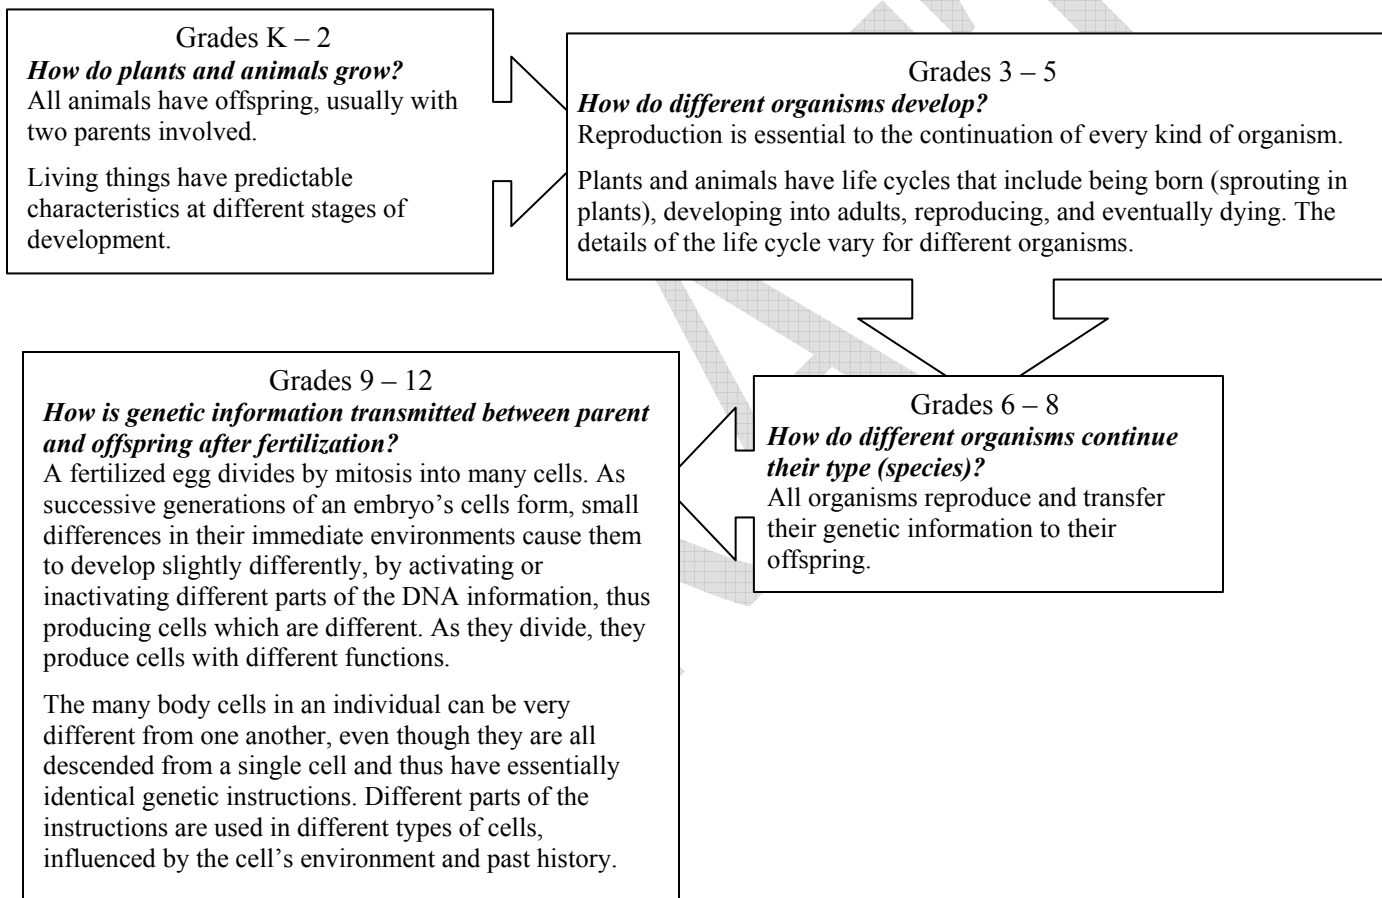 Grades K – 2
How do plants and animals grow?
All animals have offspring, usually with
two parents involved.
Living things have predictable
characteristics at different stages of
development.
Grades 3 – 5
How do different organisms develop?
Reproduction is essential to the continuation of every kind of organism.
Plants and animals have life cycles that include being born (sprouting in
plants), developing into adults, reproducing, and eventually dying. The
details of the life cycle vary for different organisms.
Grades 6 – 8
How do different organisms continue
their type (species)?
All organisms reproduce and transfer
their genetic information to their
offspring.
Grades 9 – 12
How is genetic information transmitted between parent
and offspring after fertilization?
A fertilized egg divides by mitosis into many cells. As
successive generations of an embryo’s cells form, small
differences in their immediate environments cause them
to develop slightly differently, by activating or
inactivating different parts of the DNA information, thus
producing cells which are different. As they divide, they
produce cells with different functions.
The many body cells in an individual can be very
different from one another, even though they are all
descended from a single cell and thus have essentially
identical genetic instructions. Different parts of the
instructions are used in different types of cells,
influenced by the cell’s environment and past history.